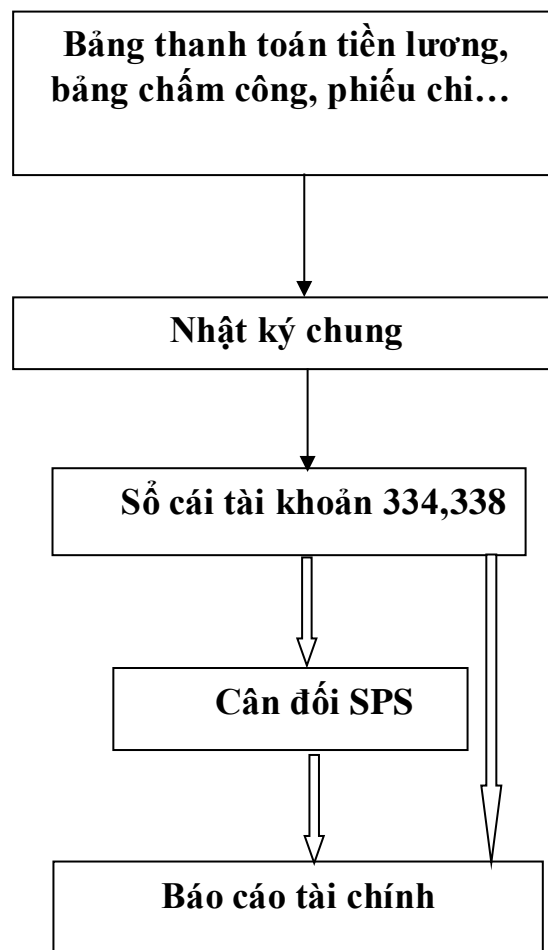 Bảng thanh toán tiền lương,
bảng chấm công, phiếu chi…
Nhật ký chung
Sổ cái tài khoản 334,338
Cân đối SPS
Báo cáo tài chính